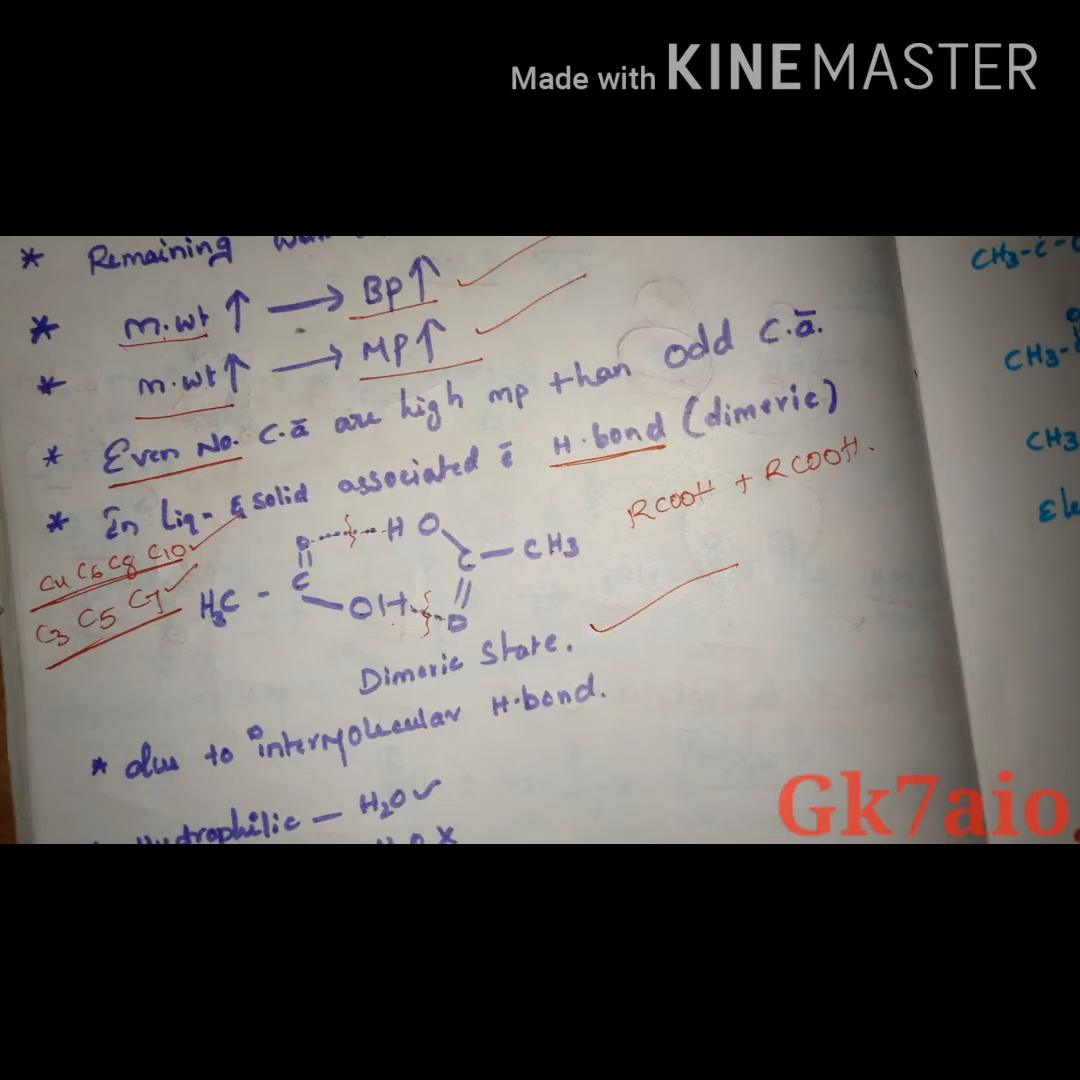 Made with KINEMASTER
* Remaining
* m.wt ↑ → BP ↑
* m.wt ↑ → MP ↑
* Even No. C.ā are high mp than odd C.ā.
* In Liq- & solid associated ē H.bond (dimeric)
RCOOH + RCOOH.
C4 C6 C8 C10
C3 C5 C7
O H O
H3C - C C - CH3
OH O
Dimeric State.
* due to intermolecular H.bond.
Hydrophilic - H2O ✓
H2O X
CH3-C-
CH3-
CH3
Ele
Gk7aio